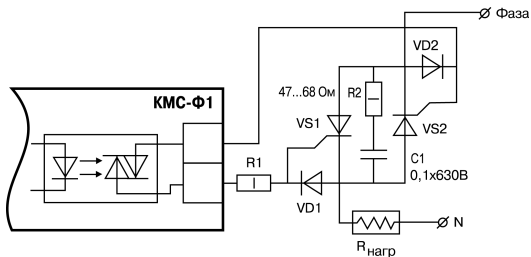 Фаза
VD2
КМС-Ф1
47...68 Ом
R2
VS1
VS2
R1
C1
0,1х630В
VD1
N
Rнагр